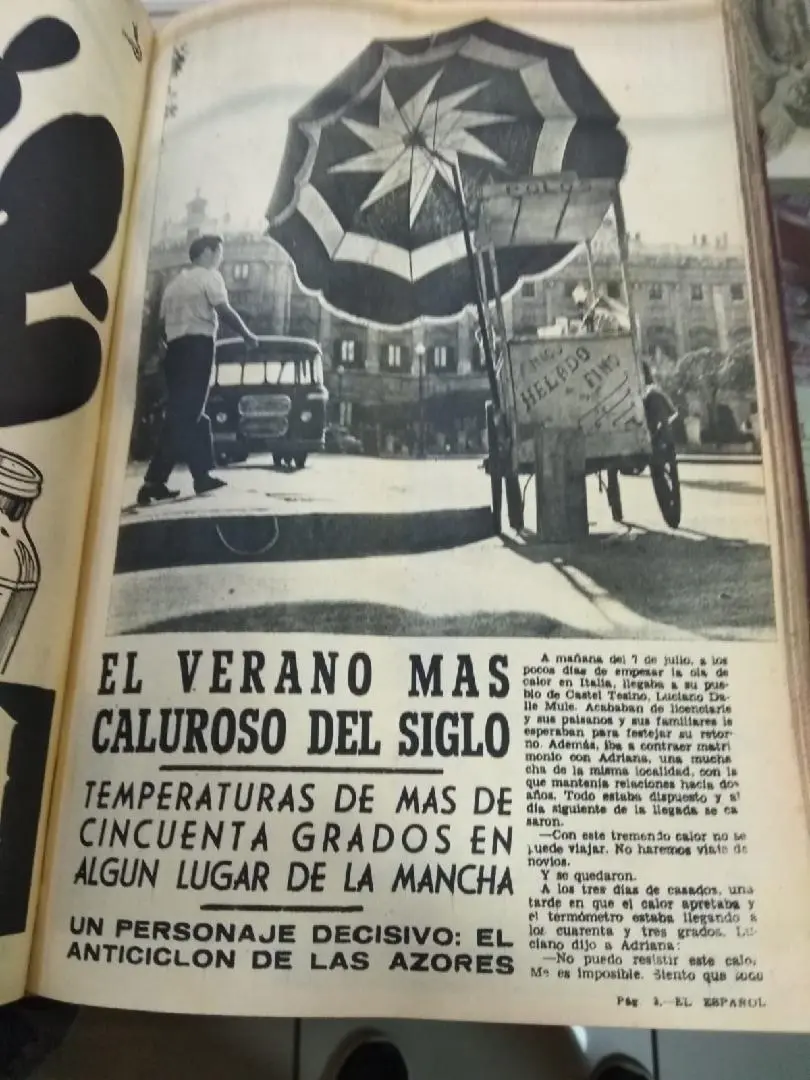 POLOS
HELADO
FINO
EL VERANO MAS
CALUROSO DEL SIGLO
TEMPERATURAS DE MAS DE
CINCUENTA GRADOS EN
ALGUN LUGAR DE LA MANCHA
UN PERSONAJE DECISIVO: EL
ANTICICLON DE LAS AZORES
A mañana del 7 de julio, a los
pocos días de empezar la ola de
calor en Italia, llegaba a su pue-
blo de Castel Tesino, Luciano Da-
lle Mule. Acababan de licenciarle
y sus paisanos y sus familiares le
esperaban para festejar su retor-
no. Además, iba a contraer matri
monio con Adriana, una mucha
cha de la misma localidad, con la
que mantenía relaciones hacía dos
años. Todo estaba dispuesto y al
día siguiente de la llegada se ca
saron.
—Con este tremendo calor no se
puede viajar. No haremos viaje de
novios.
Y se quedaron.
A los tres días de casados, una
tarde en que el calor apretaba y
el termómetro estaba llegando a
los cuarenta y tres grados, Lu-
ciano dijo a Adriana:
—No puedo resistir este calor
Me es imposible. Siento que todo
Pág 3.—EL ESPAÑOL